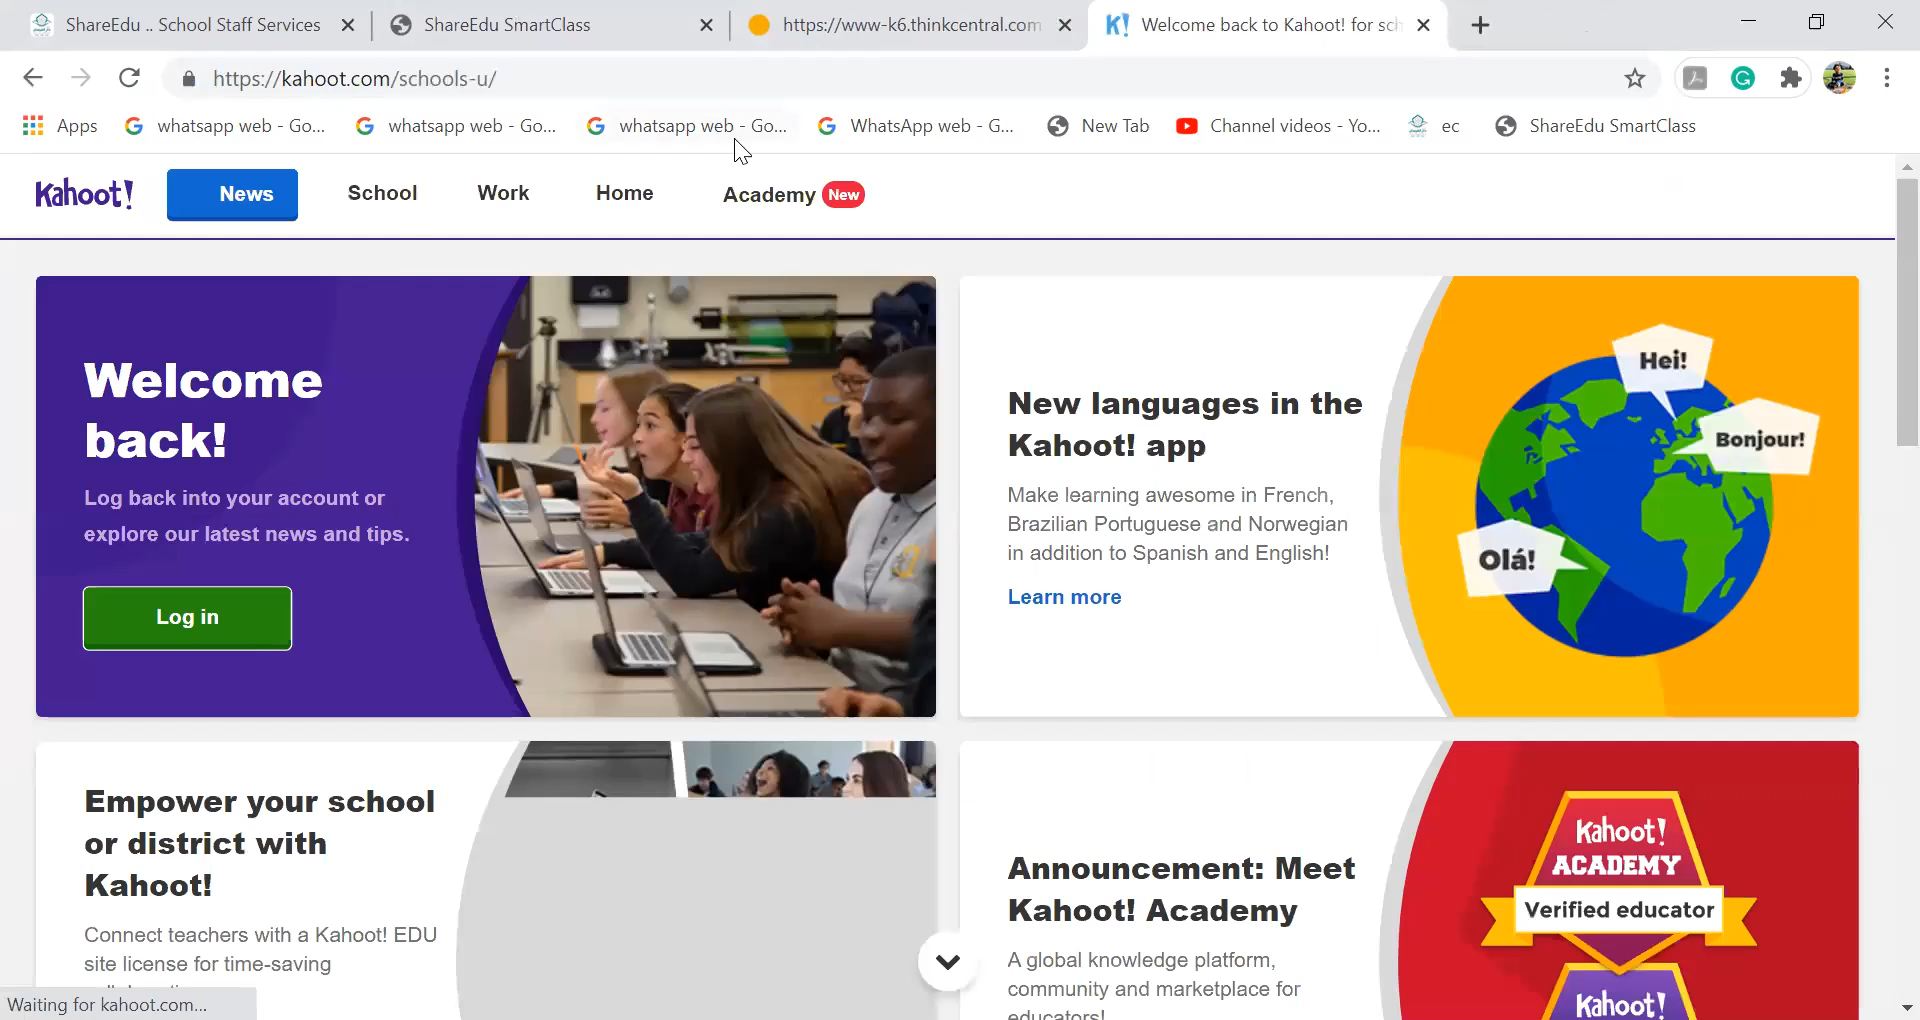 ShareEdu .. School Staff Services
ShareEdu SmartClass
https://www-k6.thinkcentral.com
Welcome back to Kahoot! for sch
https://kahoot.com/schools-u/
Apps
whatsapp web - Go...
whatsapp web - Go...
whatsapp web - Go...
WhatsApp web - G...
New Tab
Channel videos - Yo...
ec
ShareEdu SmartClass
Kahoot!
News
School
Work
Home
Academy New
Welcome
back!
Log back into your account or
explore our latest news and tips.
Log in
New languages in the
Kahoot! app
Make learning awesome in French,
Brazilian Portuguese and Norwegian
in addition to Spanish and English!
Learn more
Hei!
Bonjour!
Olá!
Empower your school
or district with
Kahoot!
Connect teachers with a Kahoot! EDU
site license for time-saving
Announcement: Meet
Kahoot! Academy
A global knowledge platform,
community and marketplace for
educators!
Kahoot!
ACADEMY
Verified educator
Kahoot!
Waiting for kahoot.com...